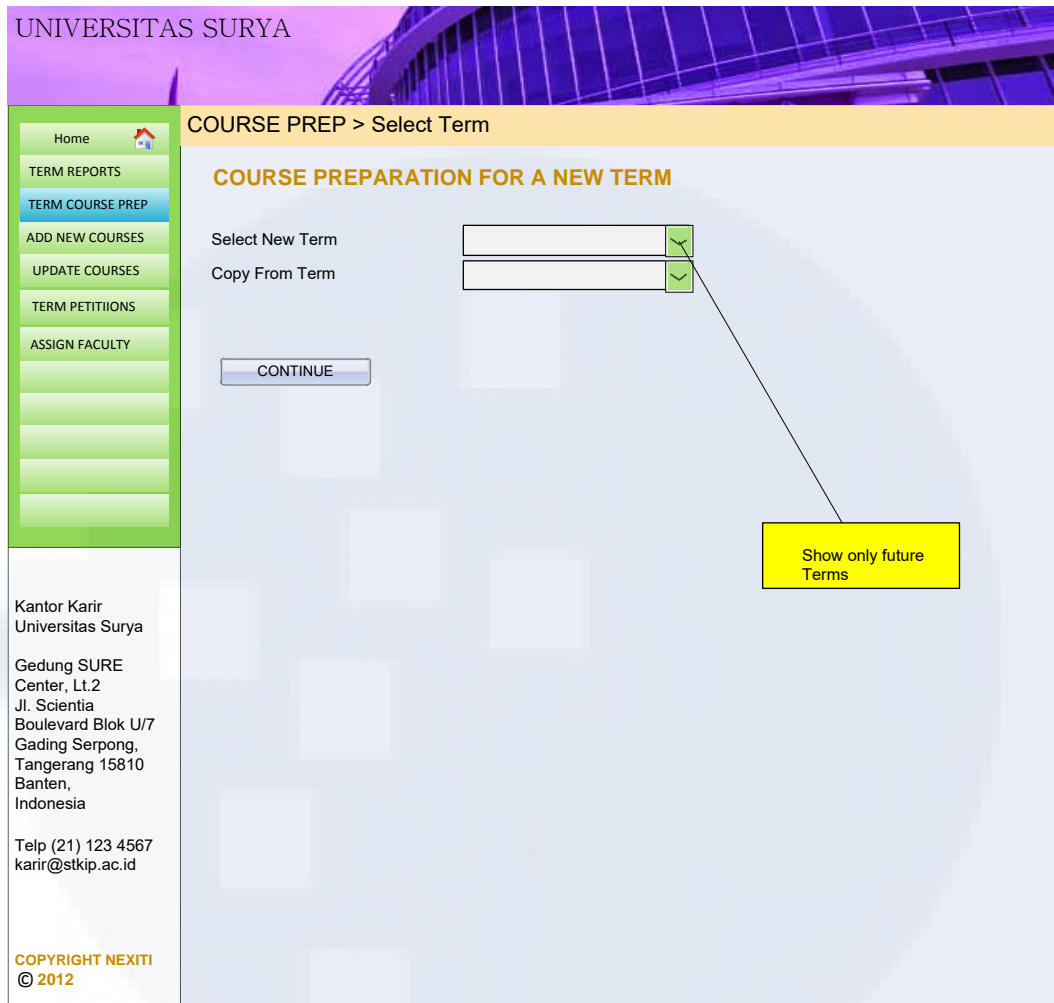 UNIVERSITAS SURYA
COURSE PREP > Select Term
Home
TERM REPORTS
TERM COURSE PREP
ADD NEW COURSES
UPDATE COURSES
TERM PETITIIONS
ASSIGN FACULTY
COURSE PREPARATION FOR A NEW TERM
Select New Term
Copy From Term
CONTINUE
Show only future
Terms
Kantor Karir
Universitas Surya
Gedung SURE
Center, Lt.2
Jl. Scientia
Boulevard Blok U/7
Gading Serpong,
Tangerang 15810
Banten,
Indonesia
Telp (21) 123 4567
karir@stkip.ac.id
COPYRIGHT NEXITI
© 2012